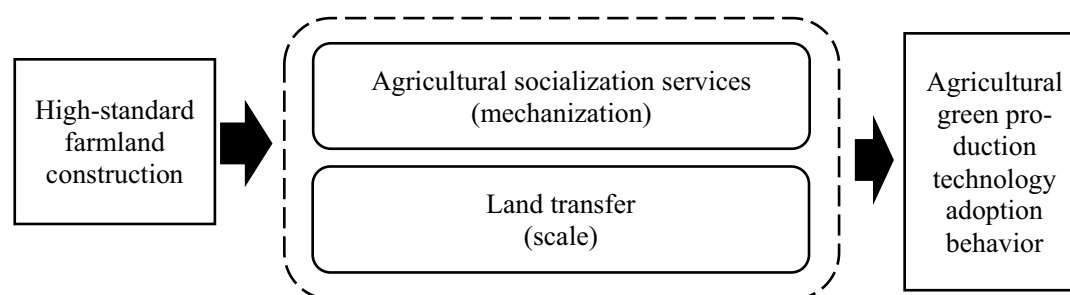 High-standard
farmland
construction
Agricultural socialization services
(mechanization)
Land transfer
(scale)
Agricultural
green pro-
duction
technology
adoption
behavior